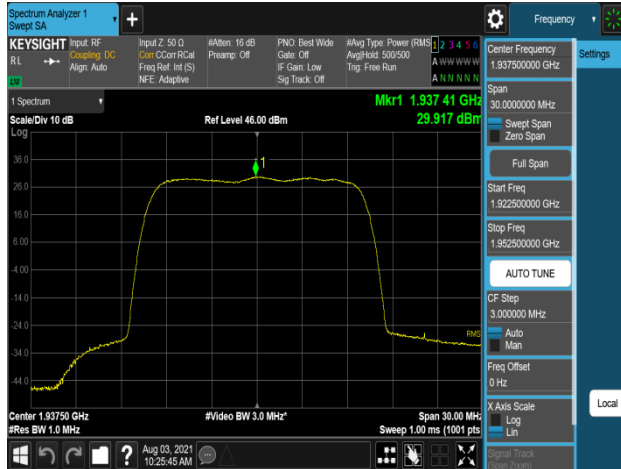 Spectrum Analyzer 1
Swept SA
Frequency
KEYSIGHT
Input: RF
Input Z: 50 Ω
#Atten: 16 dB
PNO: Best Wide
#Avg Type: Power (RMS
1 2 3 4 5 6
R L
Coupling: DC
Corr CCorr RCal
Preamp: Off
Gate: Off
Avg|Hold: 500/500
A W W W W W
Align: Auto
Freq Ref: Int (S)
IF Gain: Low
Trig: Free Run
NFE: Adaptive
Sig Track: Off
A N N N N N
1 Spectrum
Mkr1 1.937 41 GHz
Scale/Div 10 dB
Ref Level 46.00 dBm
29.917 dBm
Log
1
36.0
26.0
16.0
6.00
-4.00
-14.0
-24.0
RMS
-34.0
-44.0
Center 1.93750 GHz
#Video BW 3.0 MHz*
Span 30.00 MHz
#Res BW 1.0 MHz
Sweep 1.00 ms (1001 pts
?
Aug 03, 2021
10:25:45 AM
Center Frequency
1.937500000 GHz
Settings
Span
30.0000000 MHz
Swept Span
Zero Span
Full Span
Start Freq
1.922500000 GHz
Stop Freq
1.952500000 GHz
AUTO TUNE
CF Step
3.000000 MHz
Auto
Man
Freq Offset
0 Hz
X Axis Scale
Log
Lin
Local
Signal Track
(Span Zoom)